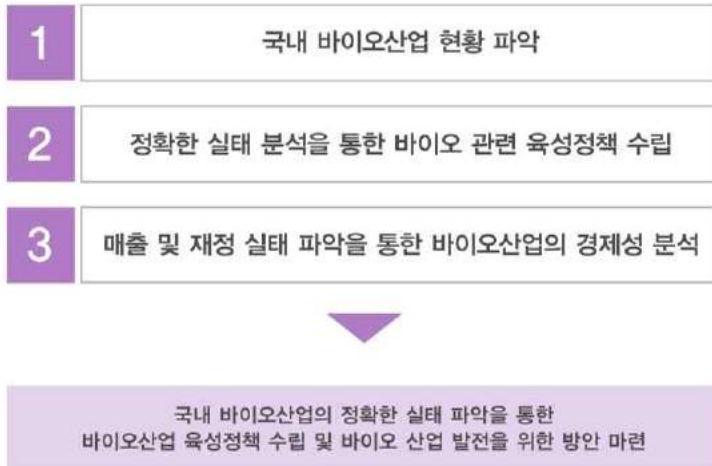 1
국내 바이오산업 현황 파악
2
정확한 실태 분석을 통한 바이오 관련 육성정책 수립
3
매출 및 재정 실태 파악을 통한 바이오산업의 경제성 분석
국내 바이오산업의 정확한 실태 파악을 통한
바이오산업 육성정책 수립 및 바이오 산업 발전을 위한 방안 마련